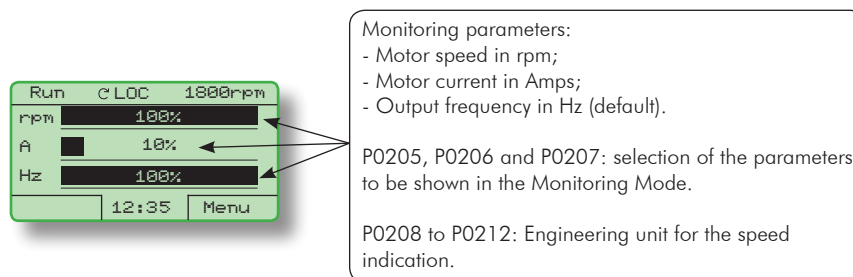 Run ↻LOC 1800rpm
rpm 100%
A 10%
Hz 100%
12:35 Menu
Monitoring parameters:
- Motor speed in rpm;
- Motor current in Amps;
- Output frequency in Hz (default).
P0205, P0206 and P0207: selection of the parameters
to be shown in the Monitoring Mode.
P0208 to P0212: Engineering unit for the speed
indication.